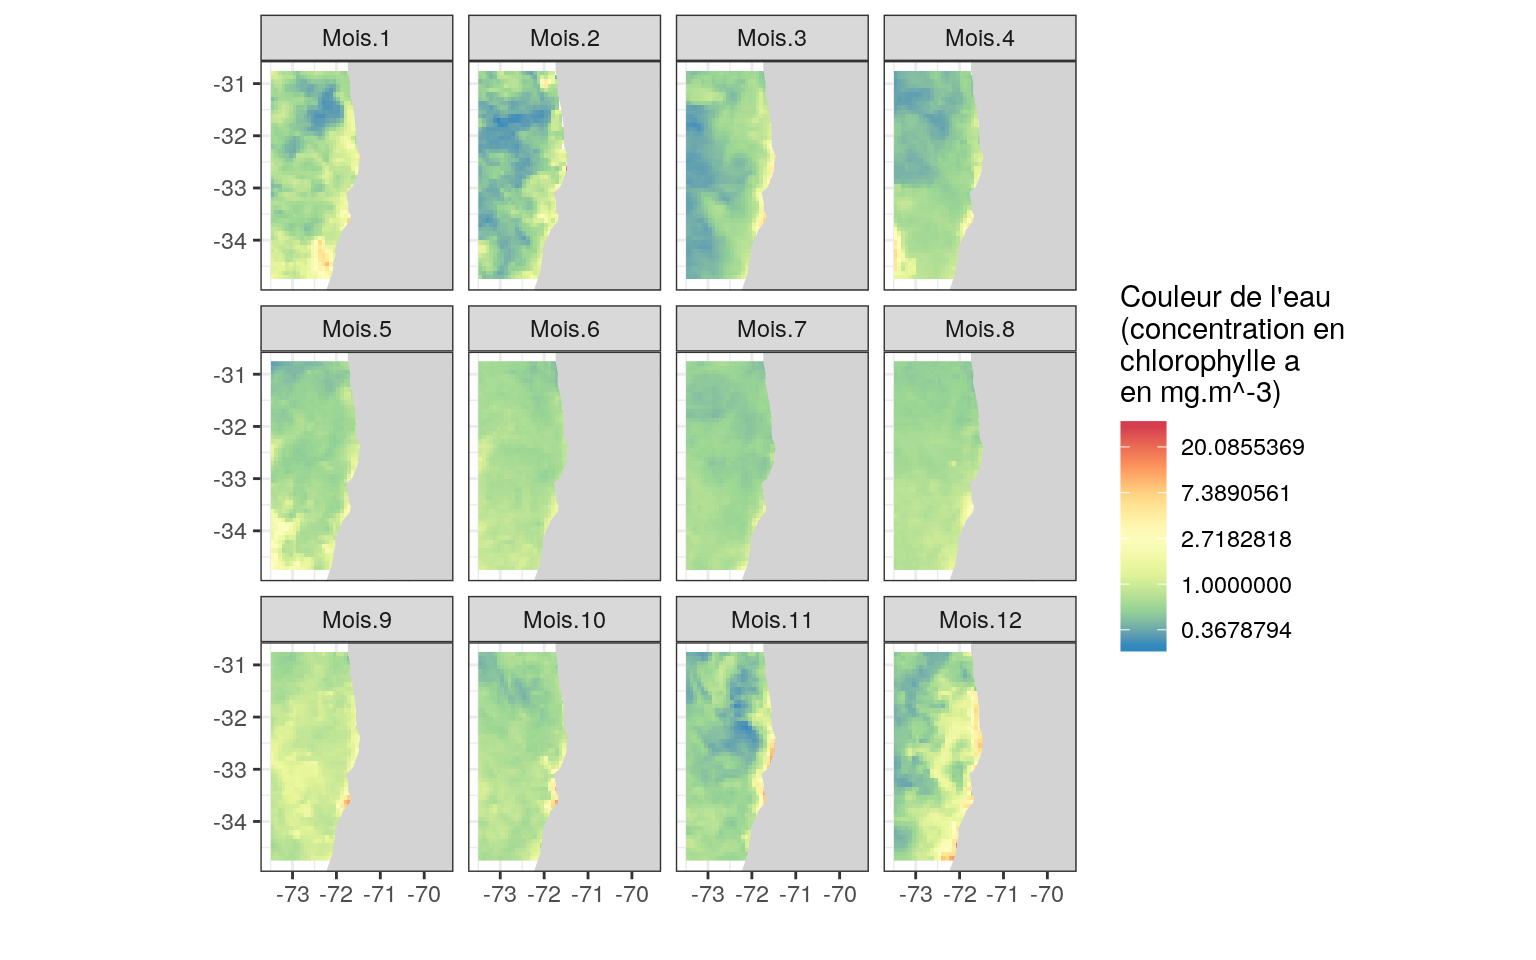 Mois.1 Mois.2 Mois.3 Mois.4
-31
-32
-33
-34
Mois.5 Mois.6 Mois.7 Mois.8
-31
-32
-33
-34
Mois.9 Mois.10 Mois.11 Mois.12
-31
-32
-33
-34
-73 -72 -71 -70 -73 -72 -71 -70 -73 -72 -71 -70 -73 -72 -71 -70
Couleur de l'eau
(concentration en
chlorophylle a
en mg.m^-3)
20.0855369
7.3890561
2.7182818
1.0000000
0.3678794